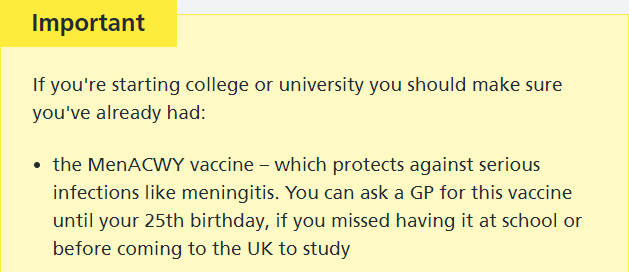 Important
If you're starting college or university you should make sure
you've already had:
• the MenACWY vaccine – which protects against serious
infections like meningitis. You can ask a GP for this vaccine
until your 25th birthday, if you missed having it at school or
before coming to the UK to study